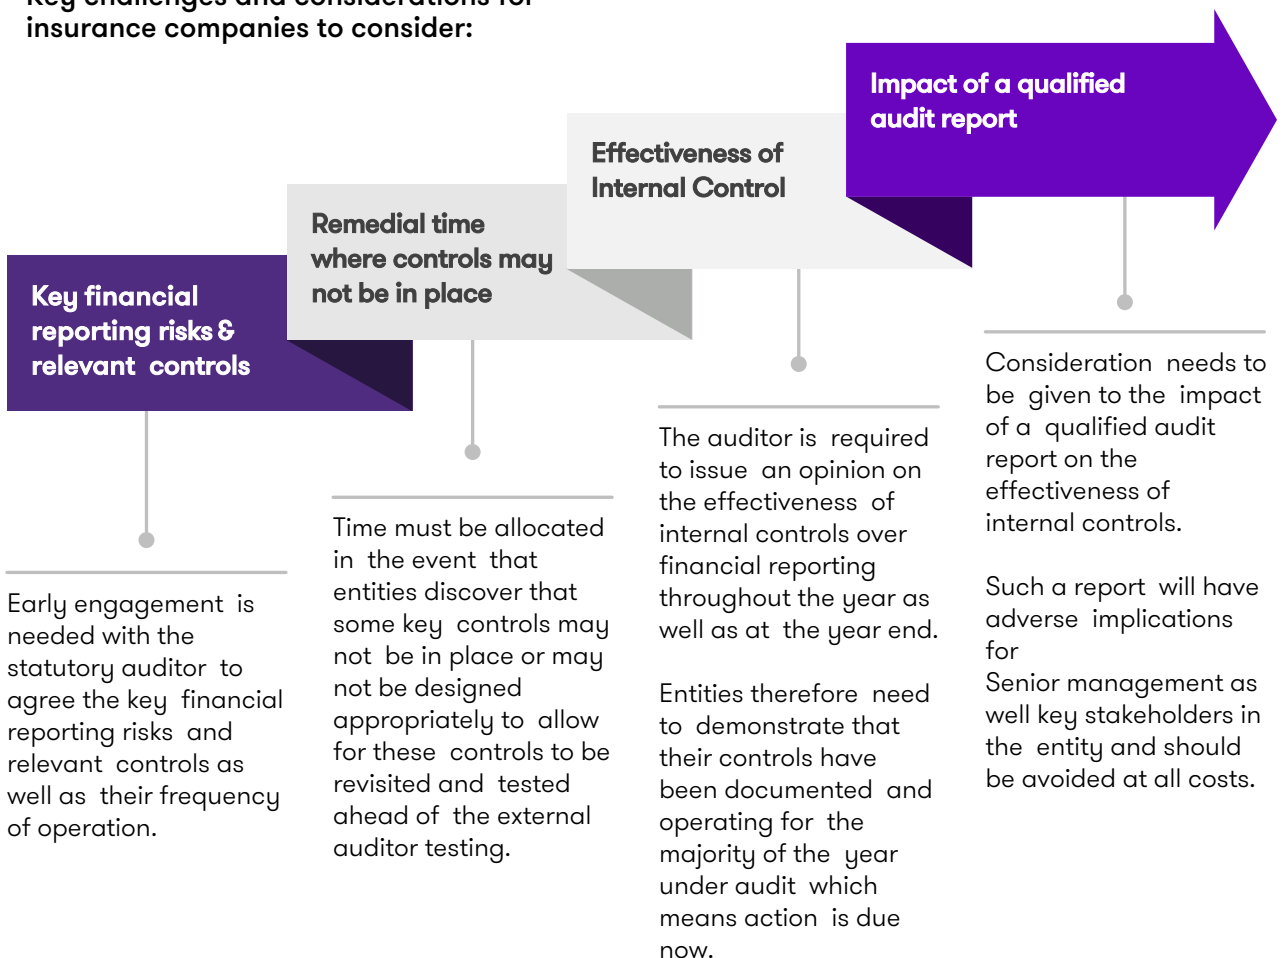 Key challenges and considerations for
insurance companies to consider:
Key financial
reporting risks &
relevant controls
Early engagement is
needed with the
statutory auditor to
agree the key financial
reporting risks and
relevant controls as
well as their frequency
of operation.
Remedial time
where controls may
not be in place
Time must be allocated
in the event that
entities discover that
some key controls may
not be in place or may
not be designed
appropriately to allow
for these controls to be
revisited and tested
ahead of the external
auditor testing.
Effectiveness of
Internal Control
The auditor is required
to issue an opinion on
the effectiveness of
internal controls over
financial reporting
throughout the year as
well as at the year end.
Entities therefore need
to demonstrate that
their controls have
been documented and
operating for the
majority of the year
under audit which
means action is due
now.
Impact of a qualified
audit report
Consideration needs to
be given to the impact
of a qualified audit
report on the
effectiveness of
internal controls.
Such a report will have
adverse implications
for
Senior management as
well key stakeholders in
the entity and should
be avoided at all costs.